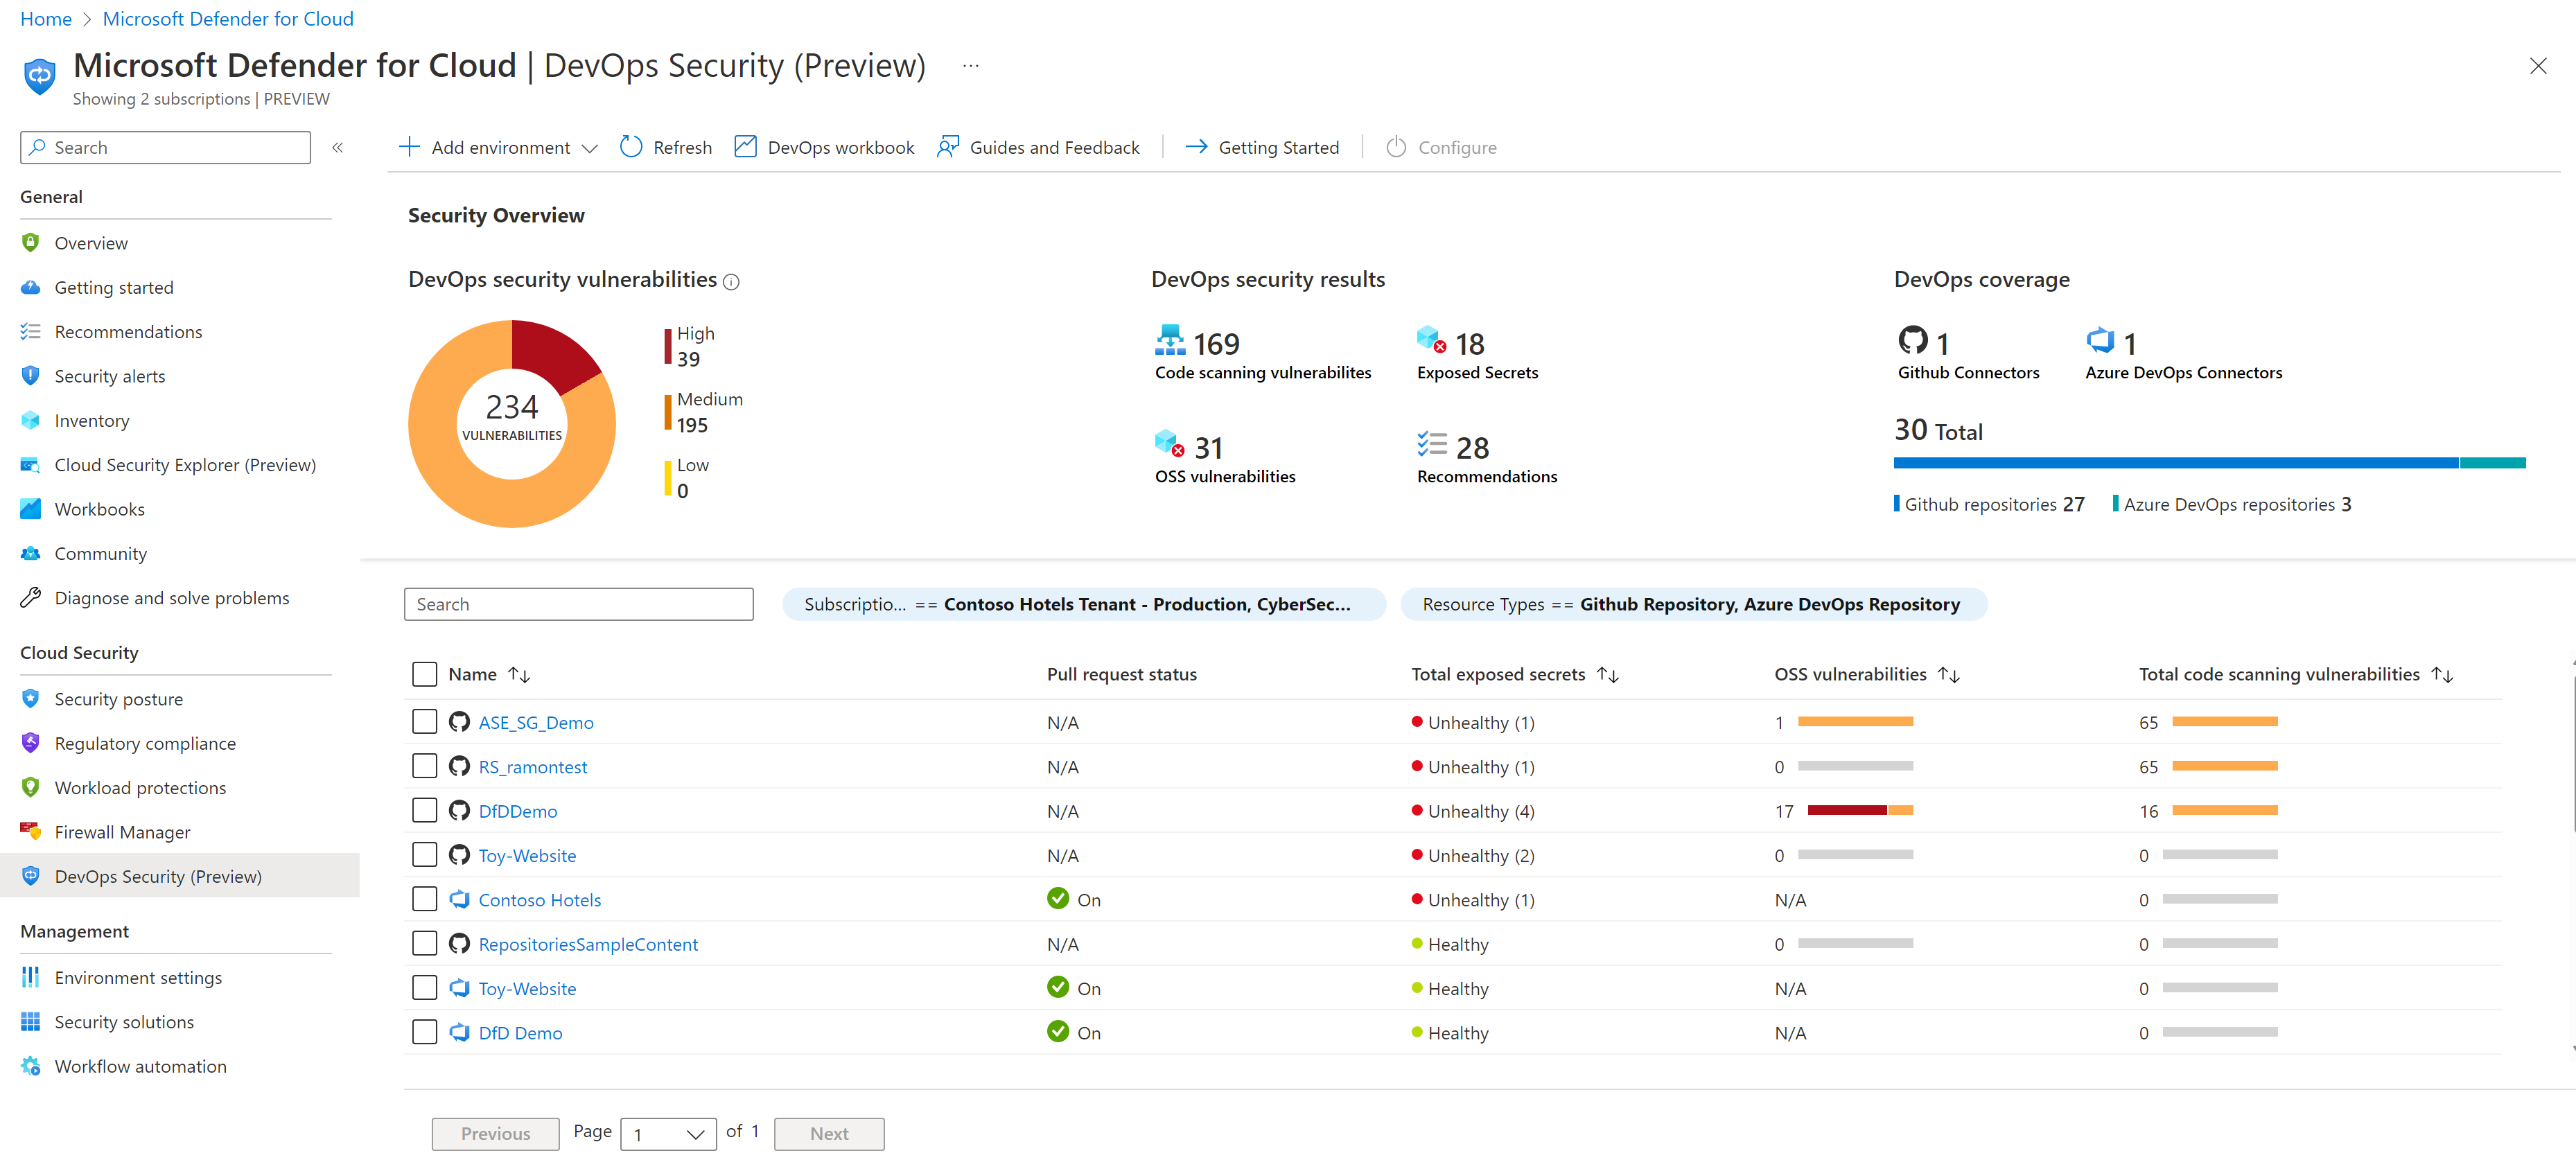 Home > Microsoft Defender for Cloud
Microsoft Defender for Cloud | DevOps Security (Preview) ...
Showing 2 subscriptions | PREVIEW
Search «
General
Overview
Getting started
Recommendations
Security alerts
Inventory
Cloud Security Explorer (Preview)
Workbooks
Community
Diagnose and solve problems
Cloud Security
Security posture
Regulatory compliance
Workload protections
Firewall Manager
DevOps Security (Preview)
Management
Environment settings
Security solutions
Workflow automation
Add environment Refresh DevOps workbook Guides and Feedback Getting Started Configure
Security Overview
DevOps security vulnerabilities
234
VULNERABILITIES
High
39
Medium
195
Low
0
DevOps security results
169
Code scanning vulnerabilites
18
Exposed Secrets
31
OSS vulnerabilities
28
Recommendations
DevOps coverage
1
Github Connectors
1
Azure DevOps Connectors
30 Total
Github repositories 27 Azure DevOps repositories 3
Search Subscriptio... == Contoso Hotels Tenant - Production, CyberSec... Resource Types == Github Repository, Azure DevOps Repository
Name ↑↓ Pull request status Total exposed secrets ↑↓ OSS vulnerabilities ↑↓ Total code scanning vulnerabilities ↑↓
ASE_SG_Demo N/A Unhealthy (1) 1 65
RS_ramontest N/A Unhealthy (1) 0 65
DfDDemo N/A Unhealthy (4) 17 16
Toy-Website N/A Unhealthy (2) 0 0
Contoso Hotels On Unhealthy (1) N/A 0
RepositoriesSampleContent N/A Healthy 0 0
Toy-Website On Healthy N/A 0
DfD Demo On Healthy N/A 0
Previous Page 1 of 1 Next